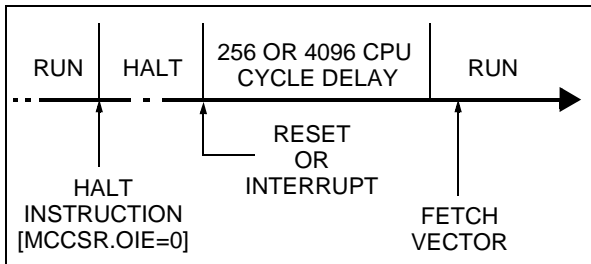 RUN
HALT
256 OR 4096 CPU
CYCLE DELAY
RUN
RESET
OR
INTERRUPT
HALT
INSTRUCTION
[MCCSR.OIE=0]
FETCH
VECTOR